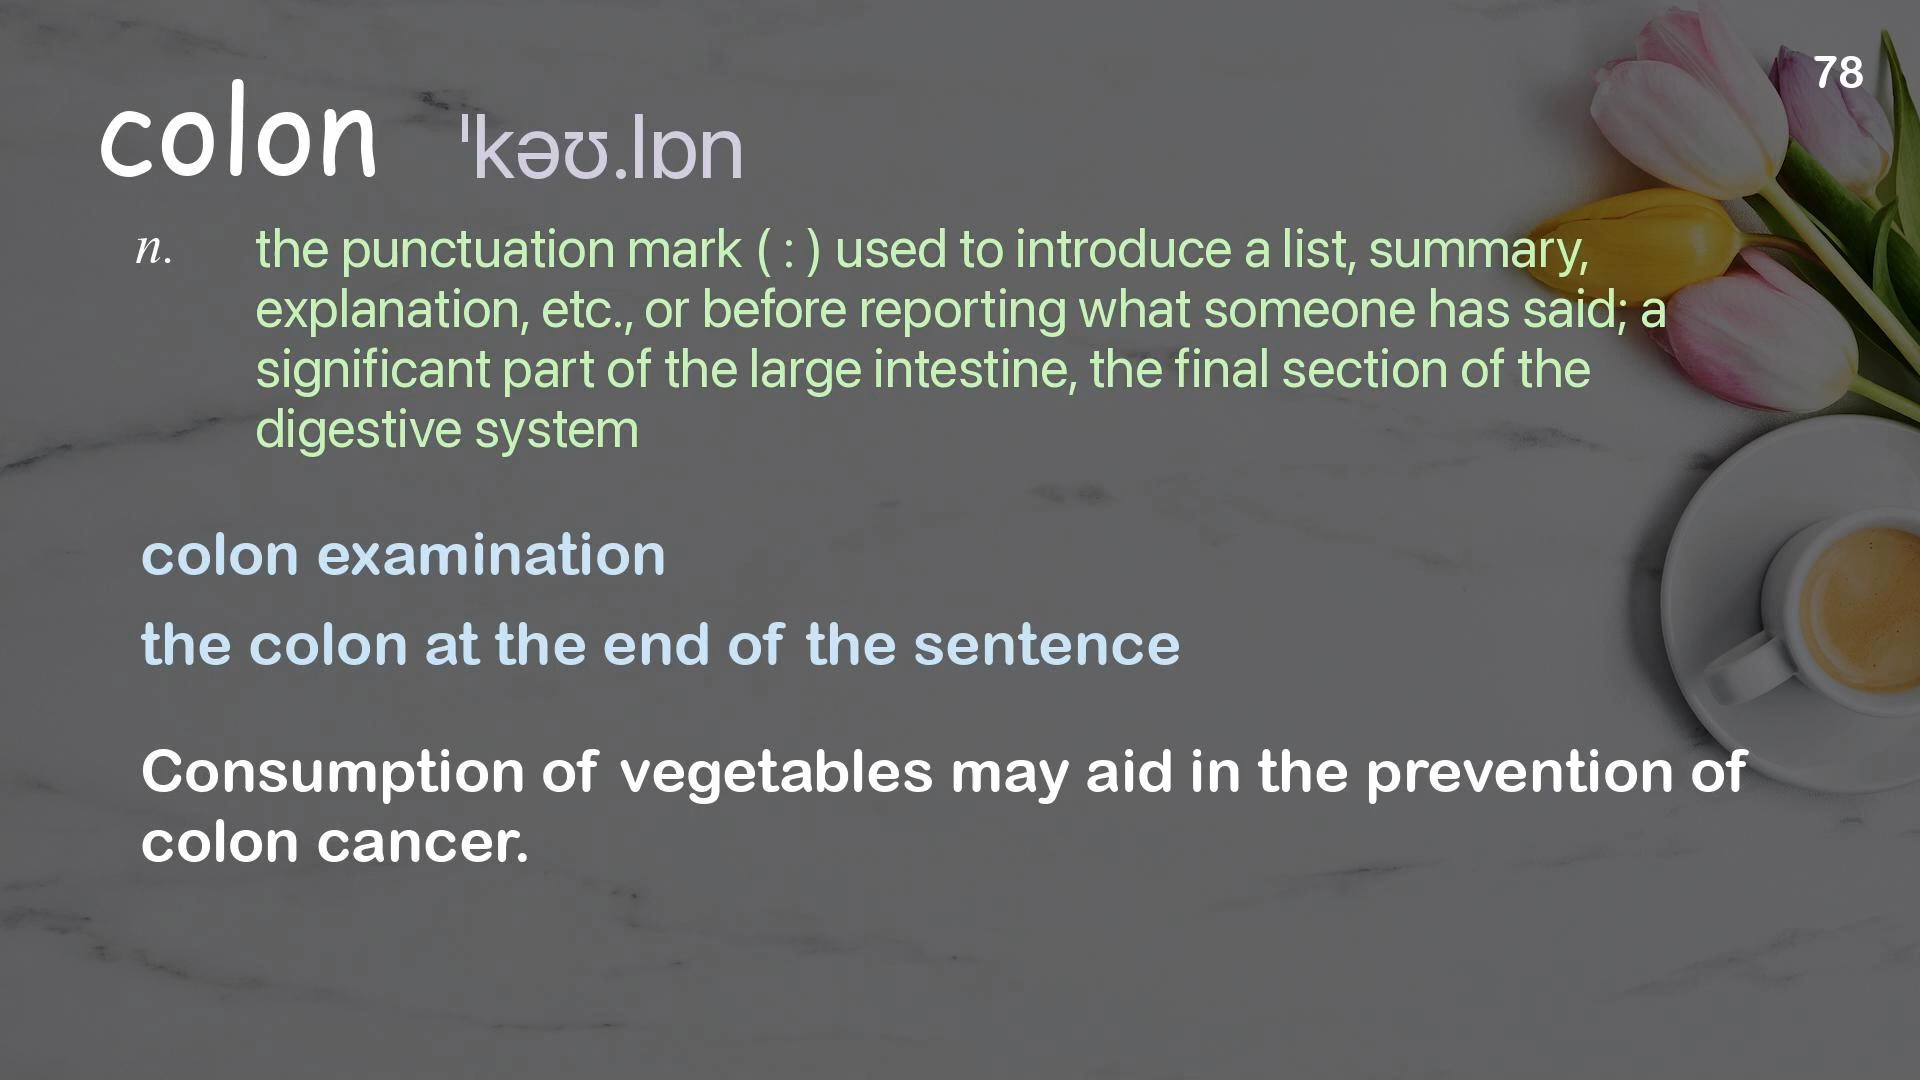 78
colon ˈkəʊ.lɒn
n. the punctuation mark ( : ) used to introduce a list, summary,
explanation, etc., or before reporting what someone has said; a
significant part of the large intestine, the final section of the
digestive system
colon examination
the colon at the end of the sentence
Consumption of vegetables may aid in the prevention of
colon cancer.